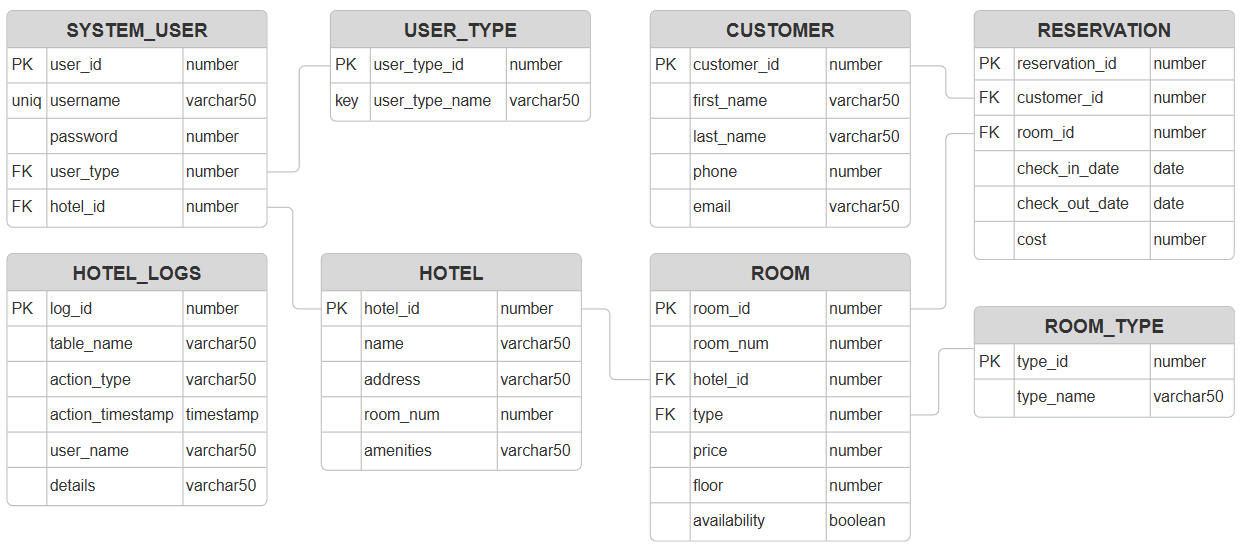 SYSTEM_USER
PK user_id number
uniq username varchar50
password number
FK user_type number
FK hotel_id number
USER_TYPE
PK user_type_id number
key user_type_name varchar50
CUSTOMER
PK customer_id number
first_name varchar50
last_name varchar50
phone number
email varchar50
RESERVATION
PK reservation_id number
FK customer_id number
FK room_id number
check_in_date date
check_out_date date
cost number
HOTEL_LOGS
PK log_id number
table_name varchar50
action_type varchar50
action_timestamp timestamp
user_name varchar50
details varchar50
HOTEL
PK hotel_id number
name varchar50
address varchar50
room_num number
amenities varchar50
ROOM
PK room_id number
room_num number
FK hotel_id number
FK type number
price number
floor number
availability boolean
ROOM_TYPE
PK type_id number
type_name varchar50